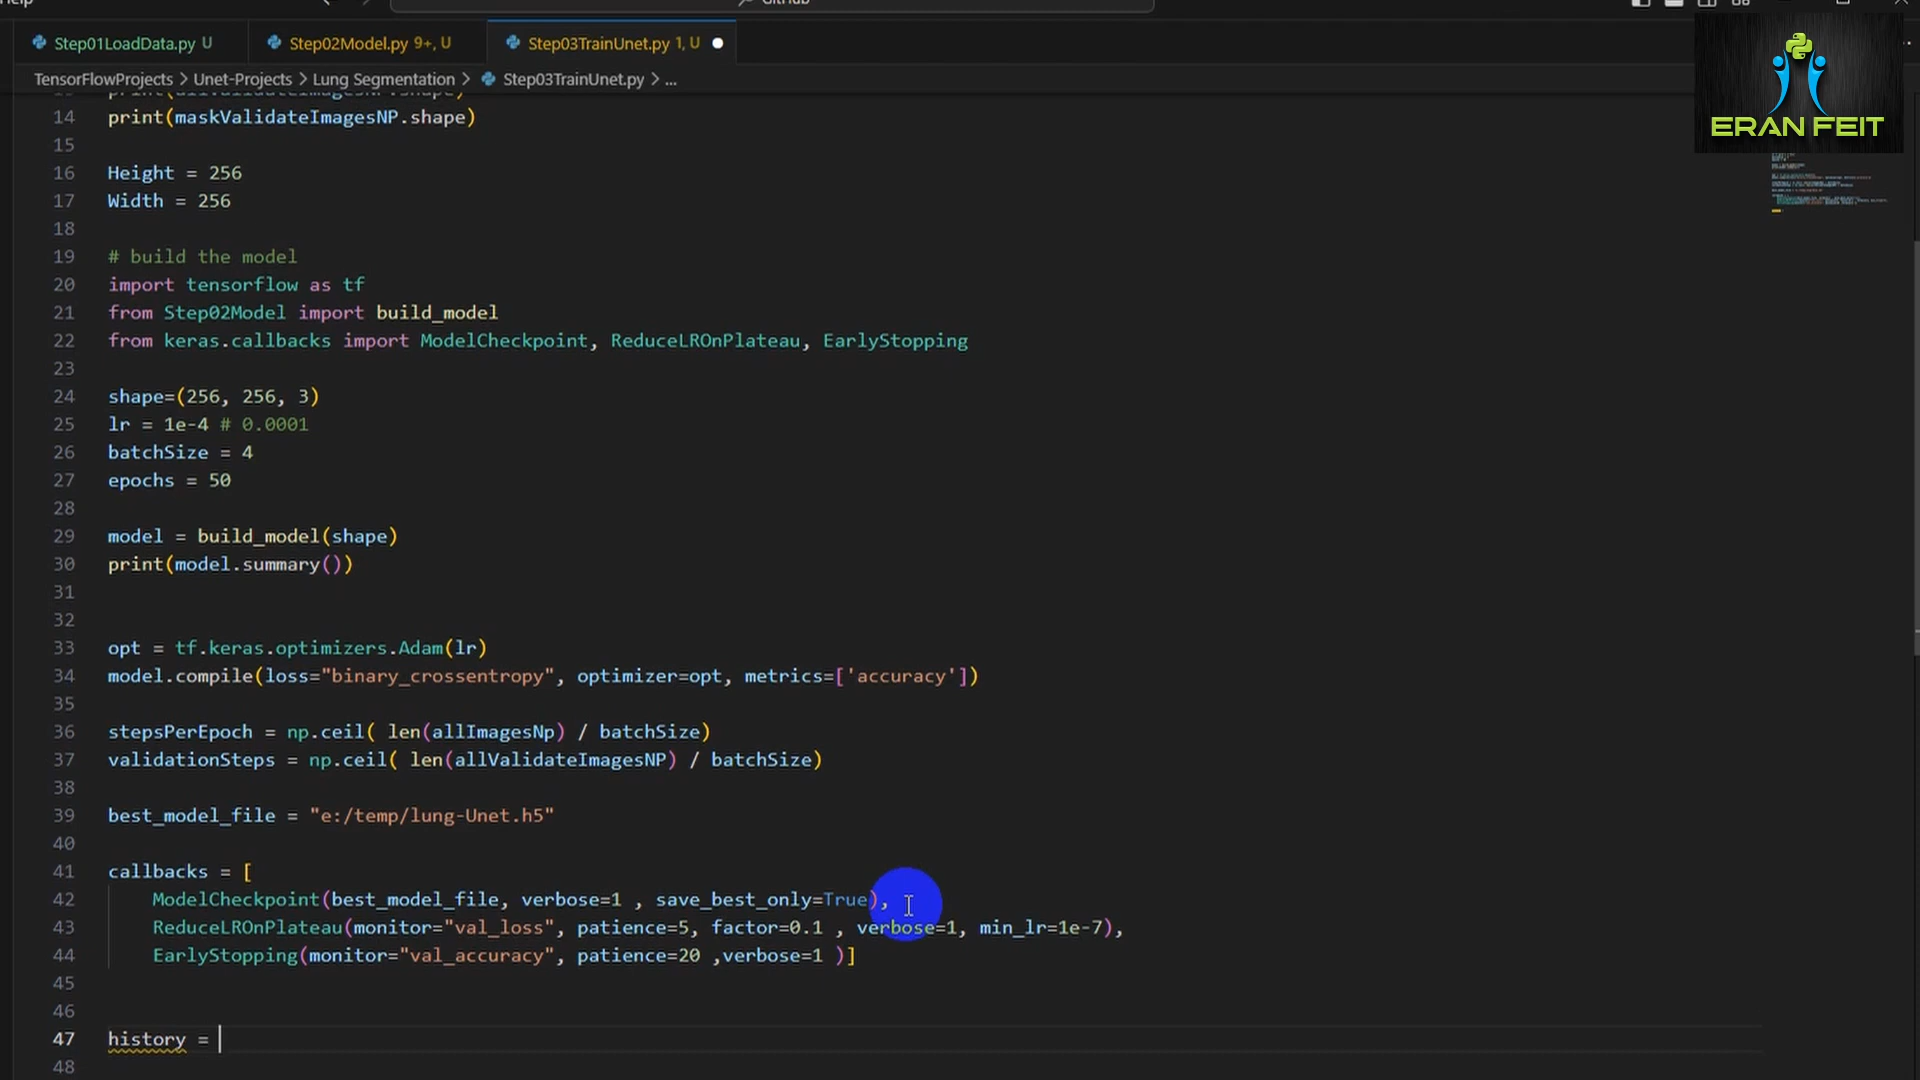 Help
GitHub
Step01LoadData.py U
Step02Model.py 9+, U
Step03TrainUnet.py 1, U
TensorFlowProjects > Unet-Projects > Lung Segmentation > Step03TrainUnet.py > ...
ERAN FEIT
14 print(maskValidateImagesNP.shape)
15
16 Height = 256
17 Width = 256
18
19 # build the model
20 import tensorflow as tf
21 from Step02Model import build_model
22 from keras.callbacks import ModelCheckpoint, ReduceLROnPlateau, EarlyStopping
23
24 shape=(256, 256, 3)
25 lr = 1e-4 # 0.0001
26 batchSize = 4
27 epochs = 50
28
29 model = build_model(shape)
30 print(model.summary())
31
32
33 opt = tf.keras.optimizers.Adam(lr)
34 model.compile(loss="binary_crossentropy", optimizer=opt, metrics=['accuracy'])
35
36 stepsPerEpoch = np.ceil( len(allImagesNp) / batchSize)
37 validationSteps = np.ceil( len(allValidateImagesNP) / batchSize)
38
39 best_model_file = "e:/temp/lung-Unet.h5"
40
41 callbacks = [
42 ModelCheckpoint(best_model_file, verbose=1 , save_best_only=True),
43 ReduceLROnPlateau(monitor="val_loss", patience=5, factor=0.1 , verbose=1, min_lr=1e-7),
44 EarlyStopping(monitor="val_accuracy", patience=20 ,verbose=1 )]
45
46
47 history =
48